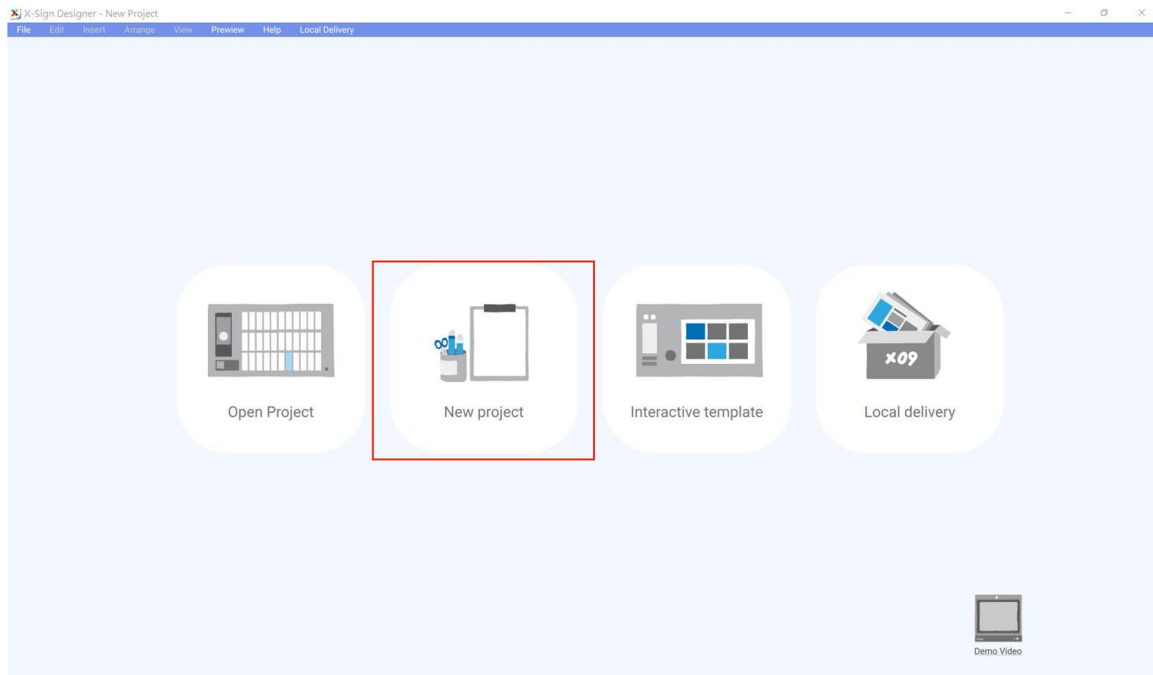 X-Sign Designer - New Project
File Edit Insert Arrange View Prewiew Help Local Delivery
Open Project
New project
Interactive template
X09
Local delivery
Demo Video